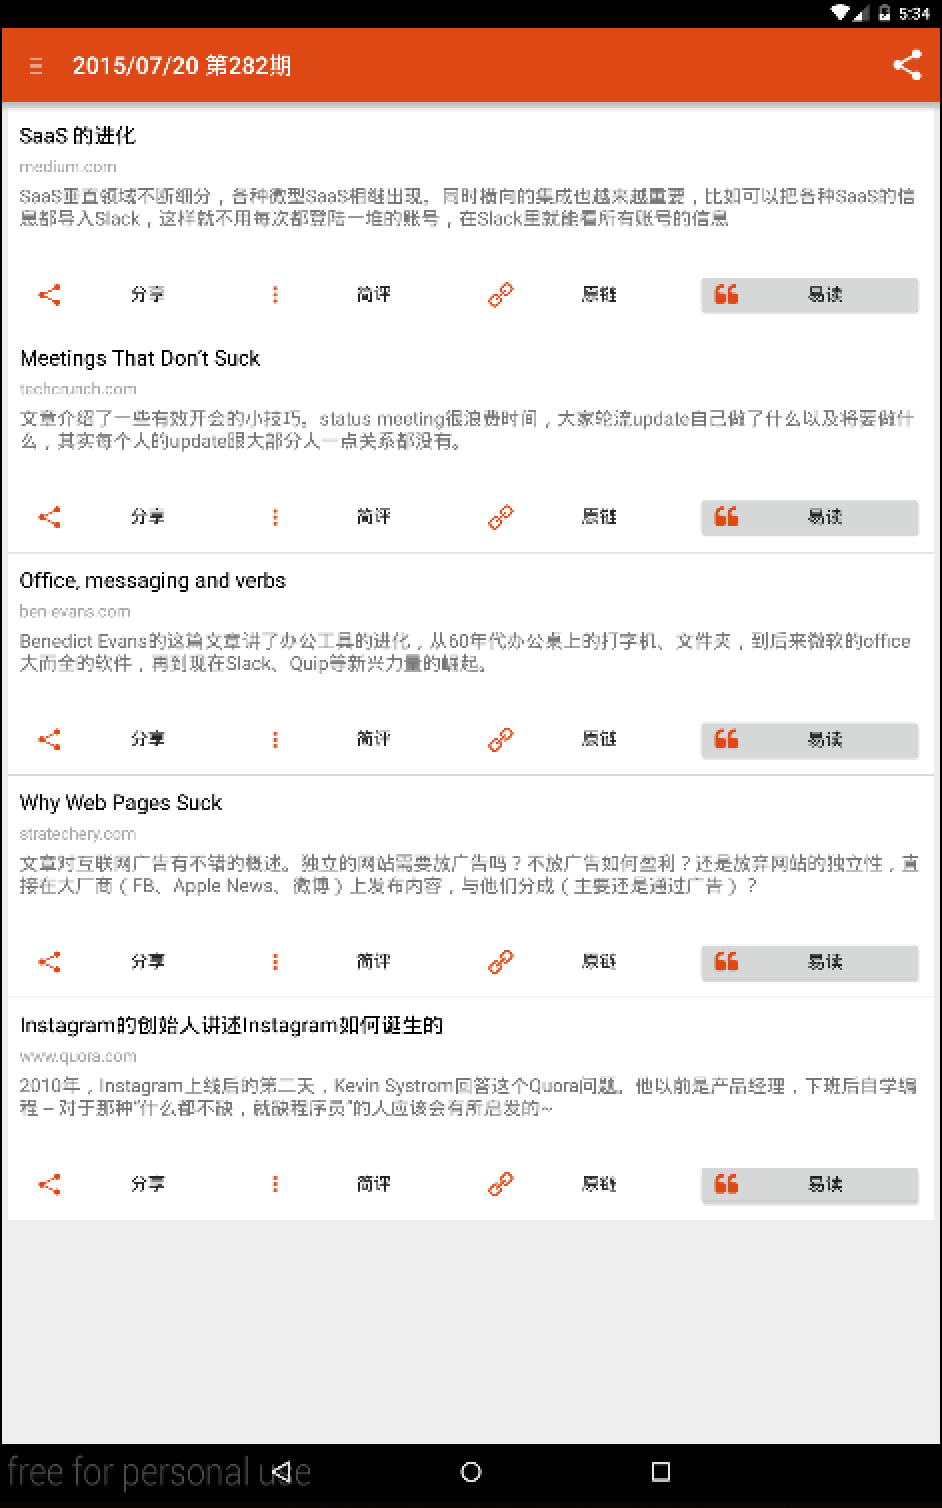 5:34
2015/07/20 第282期
SaaS 的进化
medium.com
SaaS垂直领域不断细分，各种微型SaaS相继出现。同时横向的集成也越来越重要，比如可以把各种SaaS的信
息都导入Slack，这样就不用每次都登陆一堆的账号，在Slack里就能看所有账号的信息
分享 简评 原链 易读
Meetings That Don't Suck
techcrunch.com
文章介绍了一些有效开会的小技巧。status meeting很浪费时间，大家轮流update自己做了什么以及将要做什
么，其实每个人的update跟大部分人一点关系都没有。
分享 简评 原链 易读
Office, messaging and verbs
ben-evans.com
Benedict Evans的这篇文章讲了办公工具的进化，从60年代办公桌上的打字机、文件夹，到后来微软的office
大而全的软件，再到现在Slack、Quip等新兴力量的崛起。
分享 简评 原链 易读
Why Web Pages Suck
stratechery.com
文章对互联网广告有不错的概述。独立的网站需要放广告吗？不放广告如何盈利？还是放弃网站的独立性，直
接在大厂商（FB、Apple News、微博）上发布内容，与他们分成（主要还是通过广告）？
分享 简评 原链 易读
Instagram的创始人讲述Instagram如何诞生的
www.quora.com
2010年，Instagram上线后的第二天，Kevin Systrom回答这个Quora问题。他以前是产品经理，下班后自学编
程 – 对于那种“什么都不缺，就缺程序员”的人应该会有所启发的~
分享 简评 原链 易读
free for personal use